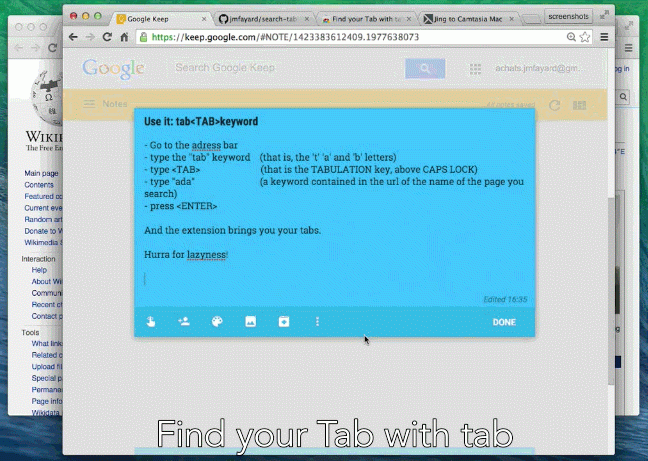 Google Keep
jmfayard/search-tab
Find your Tab with tab
Jing to Camtasia Mac
screenshots
https://keep.google.com/#NOTE/1423383612409.1977638073
Google
Search Google Keep
achats.jmfayard@gm...
Notes
Use it: tab<TAB>keyword
- Go to the adress bar
- type the "tab" keyword (that is, the 't' 'a' and 'b' letters)
- type <TAB> (that is the TABULATION key, above CAPS LOCK)
- type "ada" (a keyword contained in the url of the name of the page you
search)
- press <ENTER>
And the extension brings you your tabs.
Hurra for lazyness!
Edited 16:35
DONE
WIKIP
The Free En
Main page
Contents
Featured co
Current eve
Random art
Donate to W
Wikimedia S
Interaction
Help
About Wi
Commun
Recent ch
Contact p
Tools
What link
Related c
Upload fil
Special p
Permane
Page info
Wikidata
Find your Tab with tab